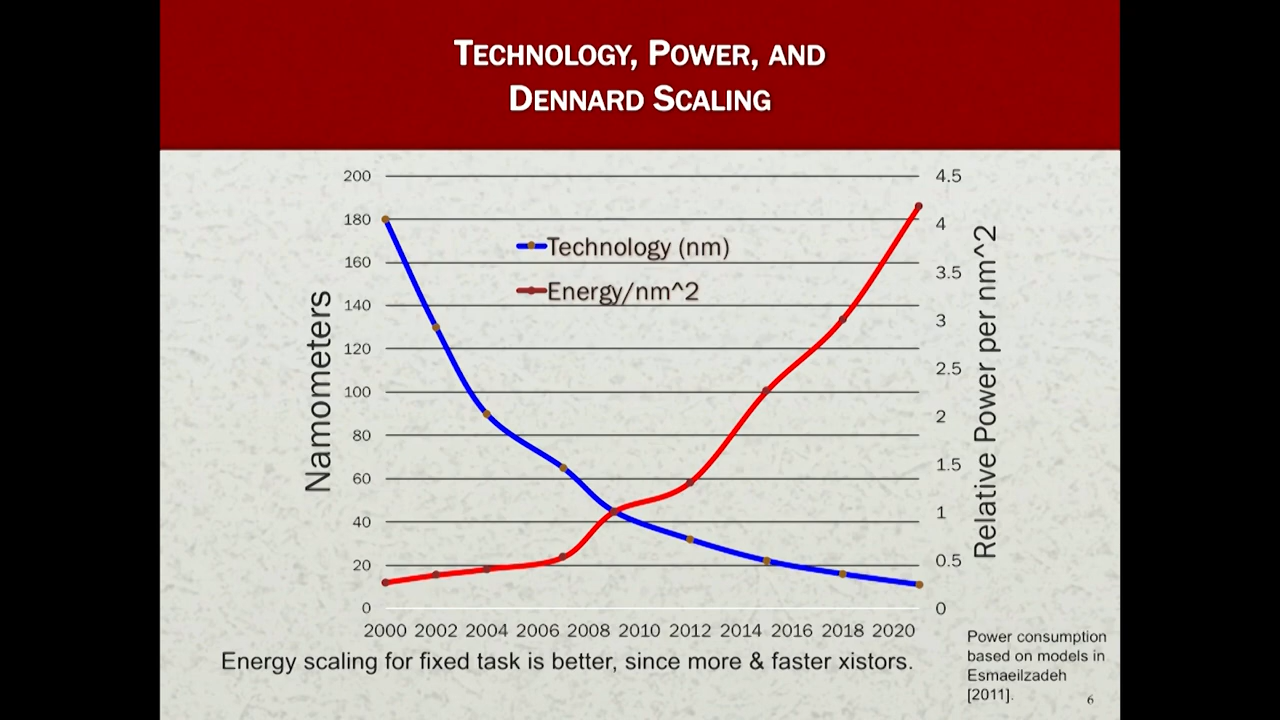 TECHNOLOGY, POWER, AND
DENNARD SCALING
200
180
160
140
120
100
80
60
40
20
0
Namometers
Technology (nm)
Energy/nm^2
4.5
4
3.5
3
2.5
2
1.5
1
0.5
0
Relative Power per nm^2
2000 2002 2004 2006 2008 2010 2012 2014 2016 2018 2020
Energy scaling for fixed task is better, since more & faster xistors.
Power consumption
based on models in
Esmaeilzadeh
[2011].
6